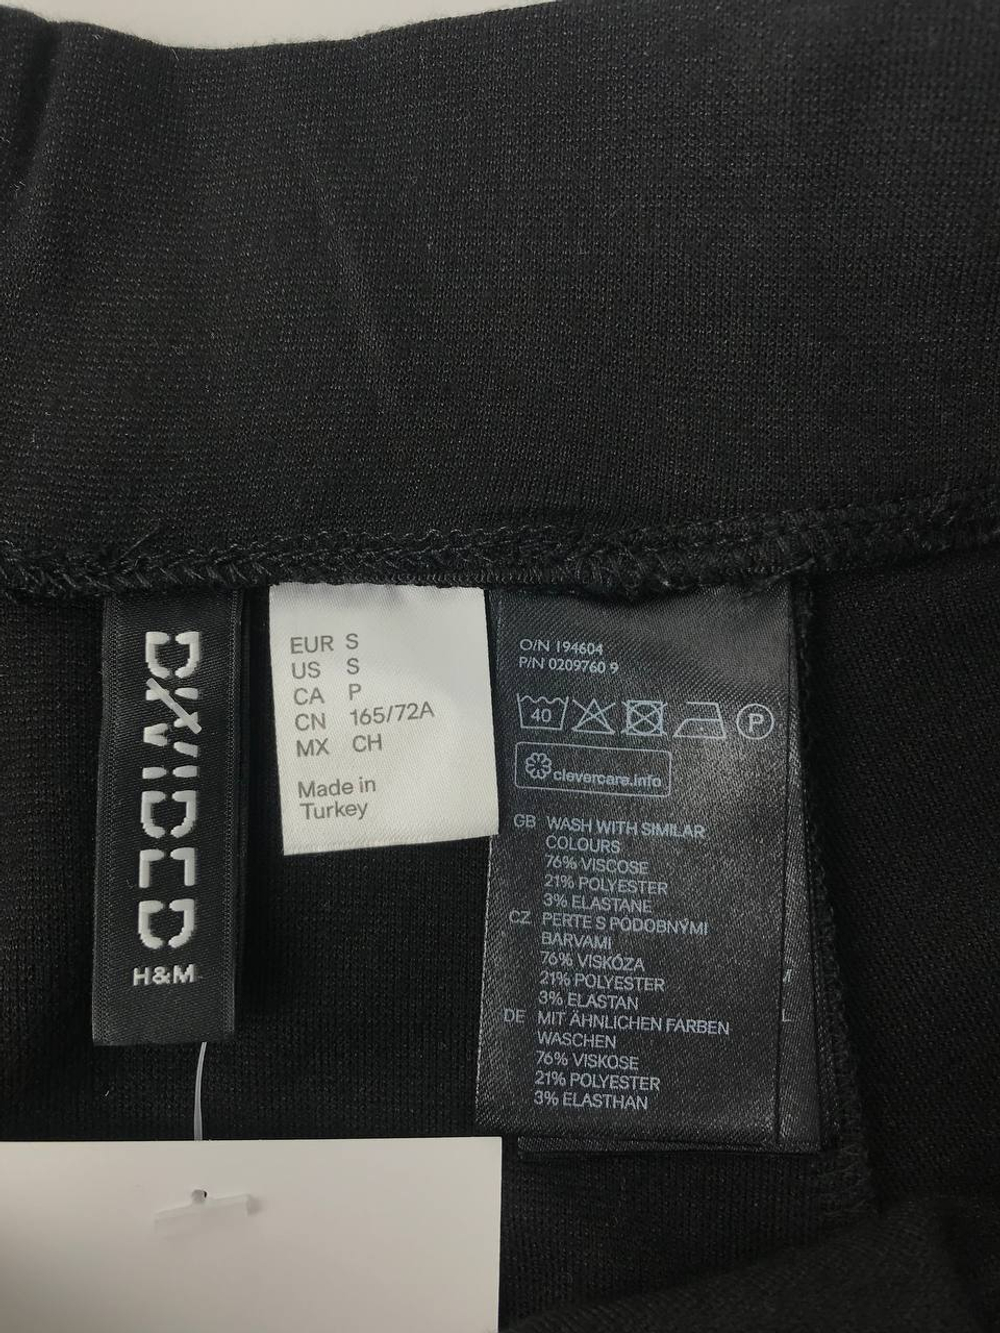 DIVIDED
H&M
EUR S
US S
CA P
CN 165/72A
MX CH
Made in
Turkey
O/N 194604
P/N 0209760 9
40
P
clevercare.info
GB WASH WITH SIMILAR
COLOURS
76% VISCOSE
21% POLYESTER
3% ELASTANE
CZ PERTE S PODOBNÝMI
BARVAMI
76% VISKÓZA
21% POLYESTER
3% ELASTAN
DE MIT ÄHNLICHEN FARBEN
WASCHEN
76% VISKOSE
21% POLYESTER
3% ELASTHAN